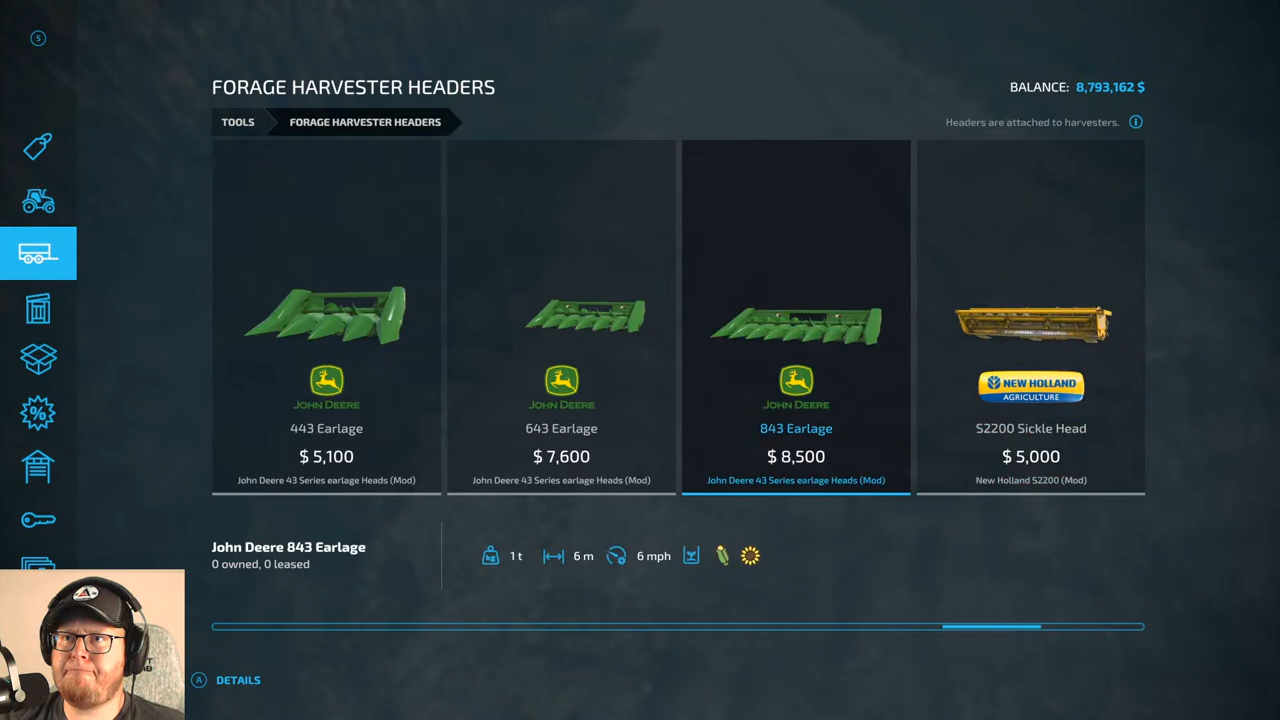 S
FORAGE HARVESTER HEADERS
BALANCE: 8,793,162 $
TOOLS
FORAGE HARVESTER HEADERS
Headers are attached to harvesters.
JOHN DEERE
443 Earlage
$ 5,100
John Deere 43 Series earlage Heads (Mod)
JOHN DEERE
643 Earlage
$ 7,600
John Deere 43 Series earlage Heads (Mod)
JOHN DEERE
843 Earlage
$ 8,500
John Deere 43 Series earlage Heads (Mod)
NEW HOLLAND
AGRICULTURE
S2200 Sickle Head
$ 5,000
New Holland S2200 (Mod)
John Deere 843 Earlage
0 owned, 0 leased
kg 1 t 6 m 6 mph
A DETAILS